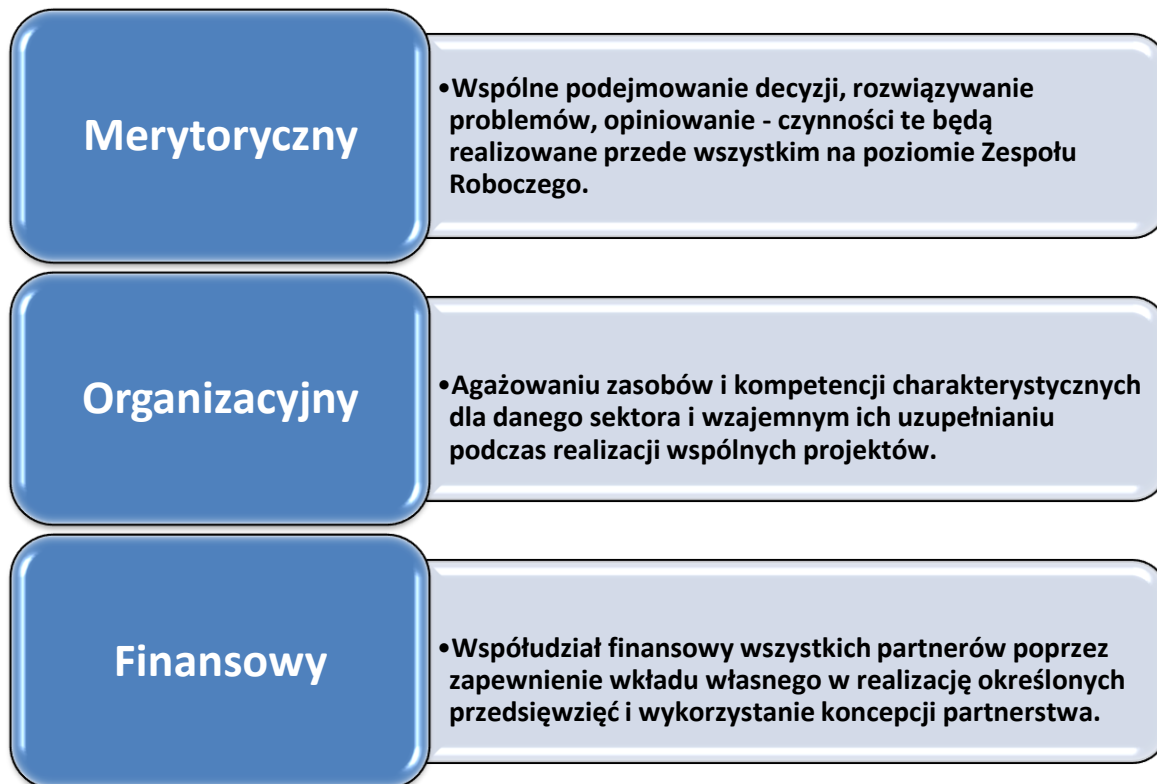 Merytoryczny
•Wspólne podejmowanie decyzji, rozwiązywanie
problemów, opiniowanie - czynności te będą
realizowane przede wszystkim na poziomie Zespołu
Roboczego.
Organizacyjny
•Agażowaniu zasobów i kompetencji charakterystycznych
dla danego sektora i wzajemnym ich uzupełnianiu
podczas realizacji wspólnych projektów.
Finansowy
•Współudział finansowy wszystkich partnerów poprzez
zapewnienie wkładu własnego w realizację określonych
przedsięwzięć i wykorzystanie koncepcji partnerstwa.